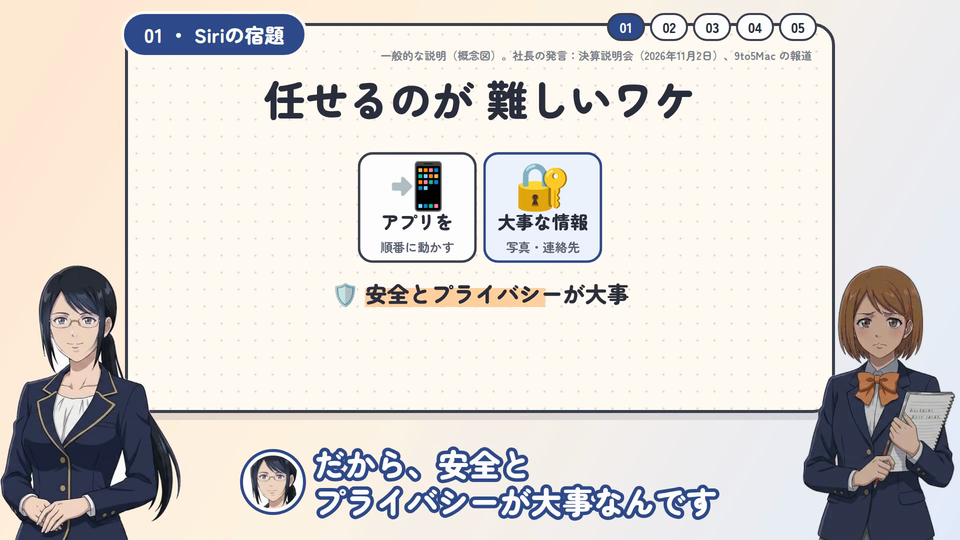 01 ・ Siriの宿題
01 02 03 04 05
一般的な説明（概念図）。社長の発言：決算説明会（2026年11月2日）、9to5Mac の報道
任せるのが 難しいワケ
アプリを
順番に動かす
大事な情報
写真・連絡先
安全とプライバシーが大事
だから、安全と
プライバシーが大事なんです